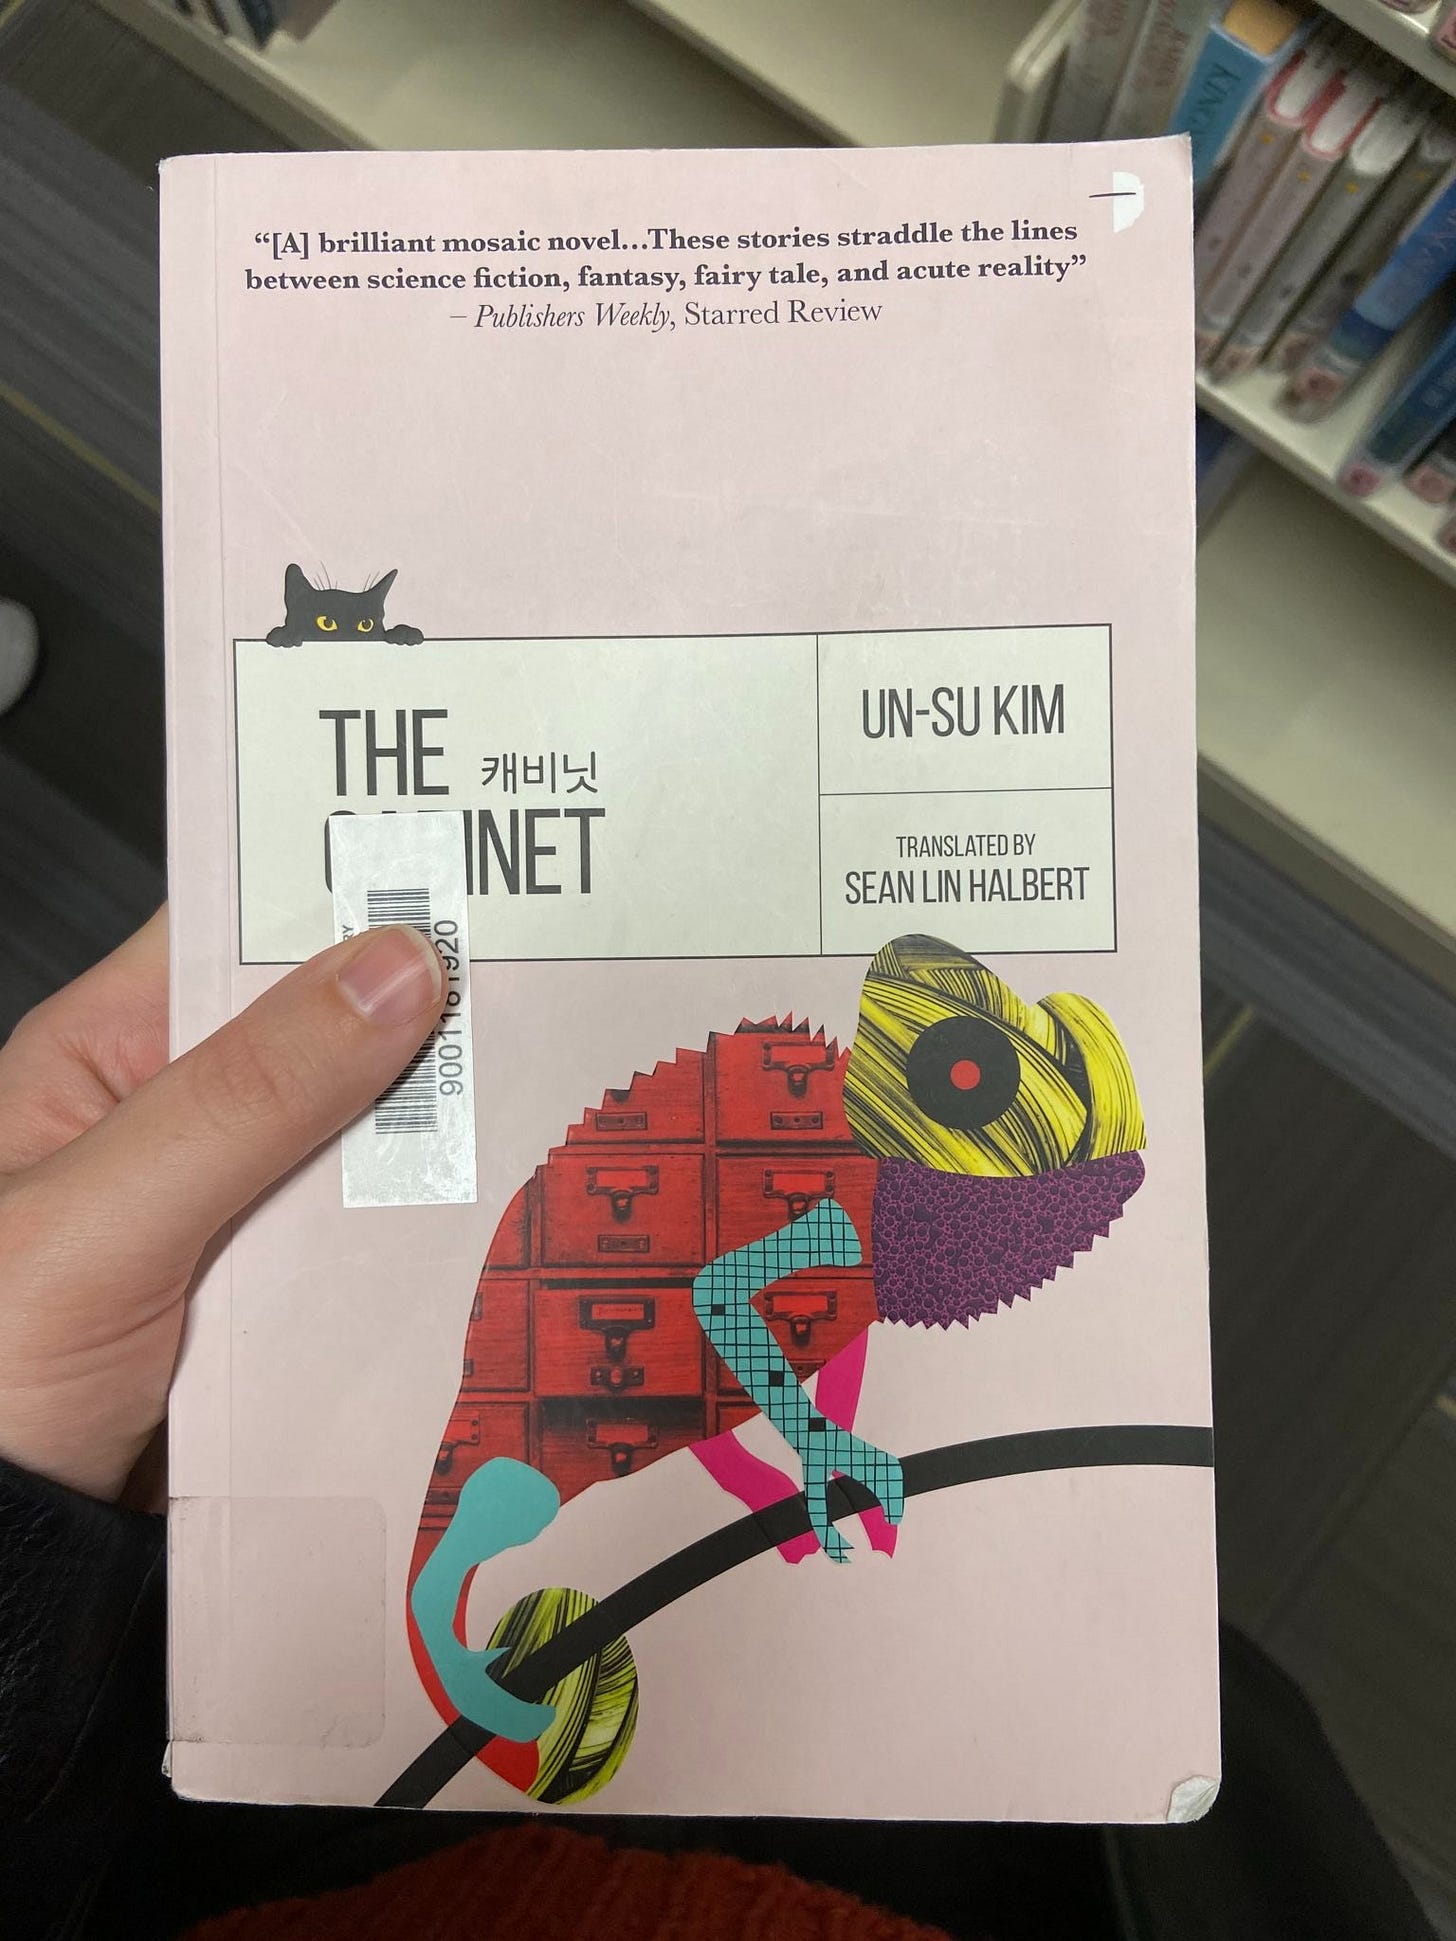 “[A] brilliant mosaic novel...These stories straddle the lines
between science fiction, fantasy, fairy tale, and acute reality”
– Publishers Weekly, Starred Review
THE 캐비닛
CABINET
UN-SU KIM
TRANSLATED BY
SEAN LIN HALBERT